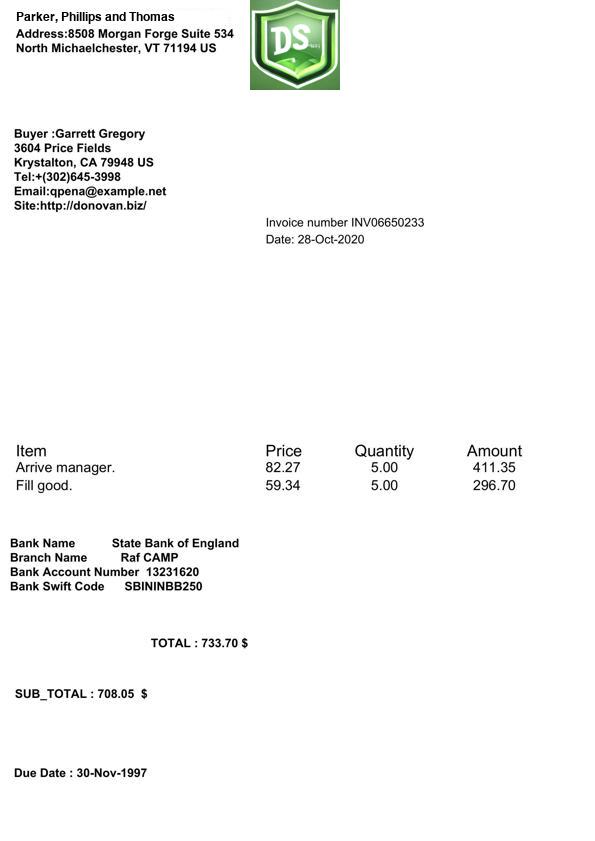 Parker, Phillips and Thomas
Address:8508 Morgan Forge Suite 534
North Michaelchester, VT 71194 US
DS
Buyer :Garrett Gregory
3604 Price Fields
Krystalton, CA 79948 US
Tel:+(302)645-3998
Email:qpena@example.net
Site:http://donovan.biz/
Invoice number INV06650233
Date: 28-Oct-2020
Item Price Quantity Amount
Arrive manager. 82.27 5.00 411.35
Fill good. 59.34 5.00 296.70
Bank Name State Bank of England
Branch Name Raf CAMP
Bank Account Number 13231620
Bank Swift Code SBININBB250
TOTAL : 733.70 $
SUB_TOTAL : 708.05 $
Due Date : 30-Nov-1997